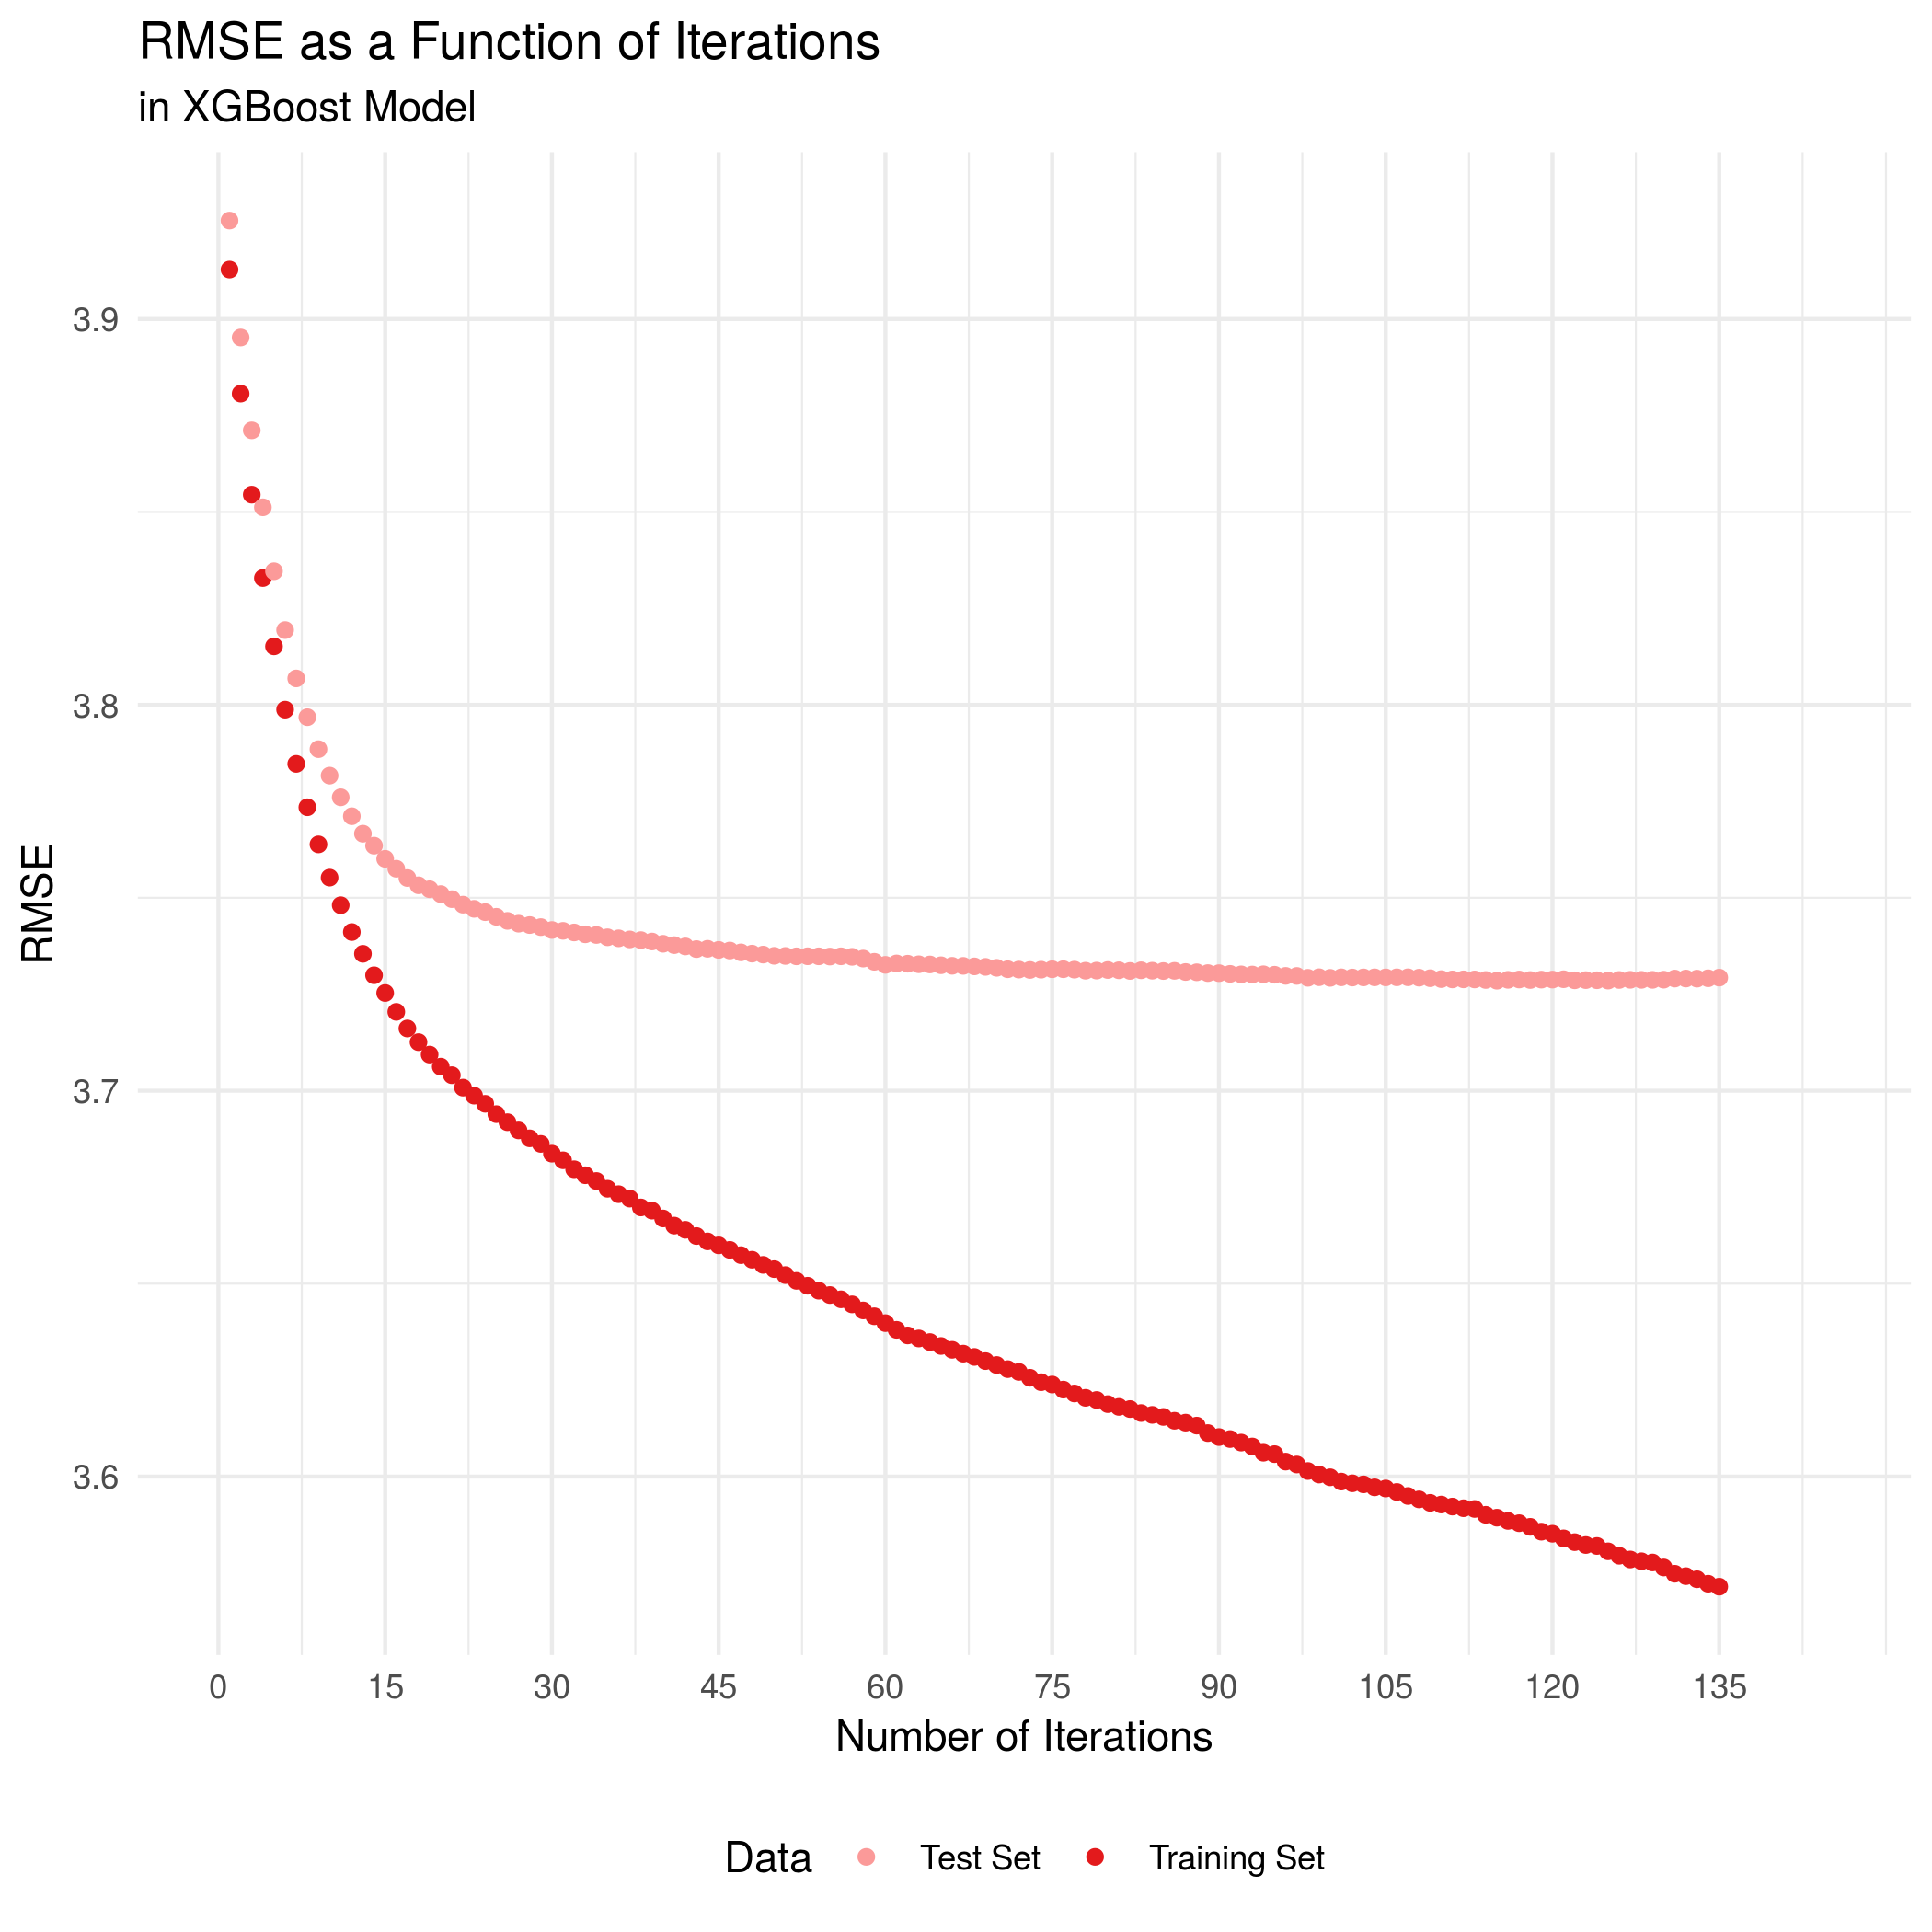 RMSE as a Function of Iterations
in XGBoost Model
RMSE
3.9
3.8
3.7
3.6
0 15 30 45 60 75 90 105 120 135
Number of Iterations
Data Test Set Training Set